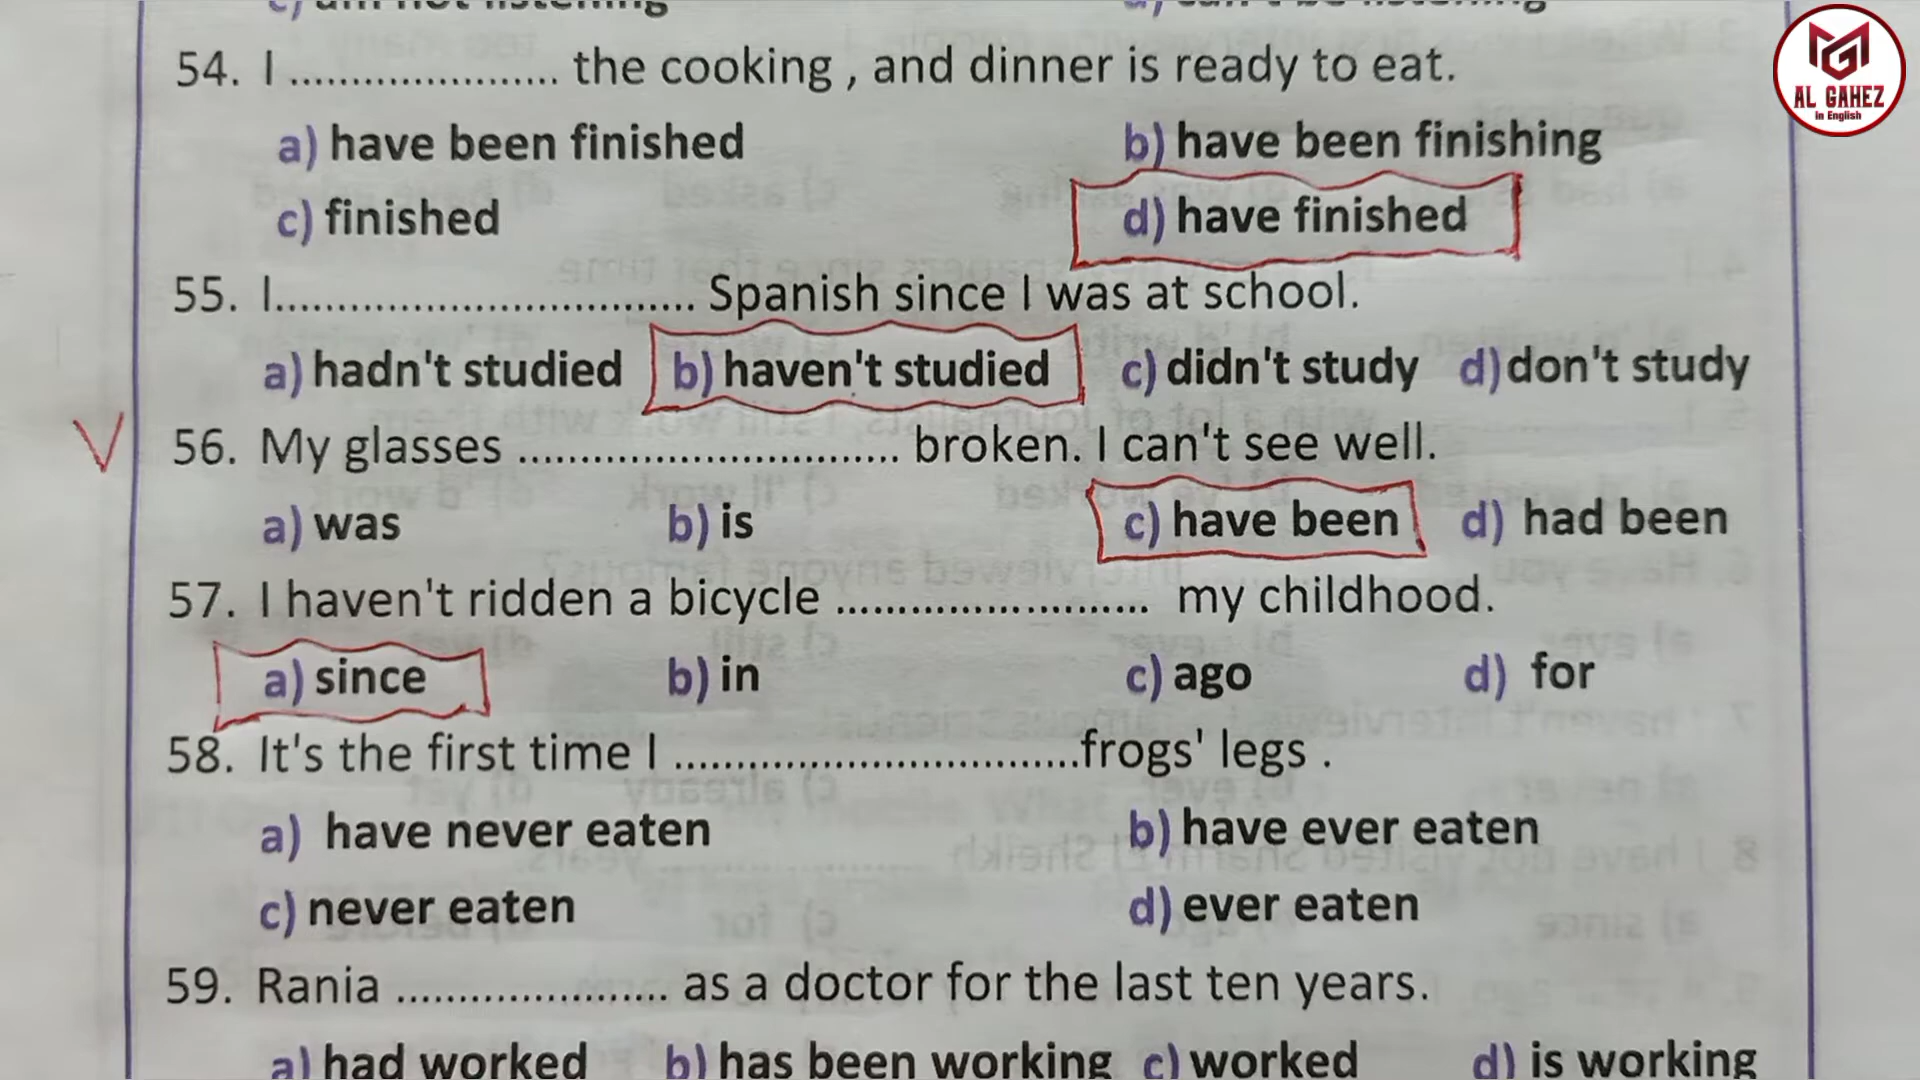 54. I ...................... the cooking , and dinner is ready to eat.
a) have been finished b) have been finishing
c) finished d) have finished
55. I.................................. Spanish since I was at school.
a) hadn't studied b) haven't studied c) didn't study d) don't study
56. My glasses ............................... broken. I can't see well.
a) was b) is c) have been d) had been
57. I haven't ridden a bicycle ......................... my childhood.
a) since b) in c) ago d) for
58. It's the first time I .................................frogs' legs .
a) have never eaten b) have ever eaten
c) never eaten d) ever eaten
59. Rania ...................... as a doctor for the last ten years.
a) had worked b) has been working c) worked d) is working
AL GAHEZ
in English